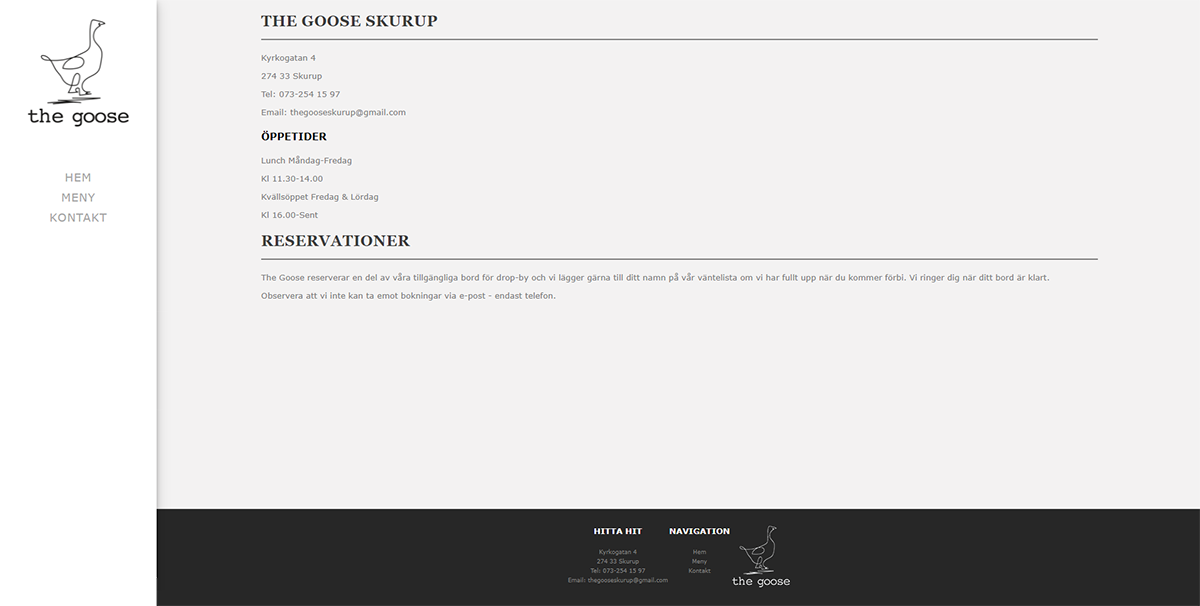 the goose
HEM
MENY
KONTAKT
THE GOOSE SKURUP
Kyrkogatan 4
274 33 Skurup
Tel: 073-254 15 97
Email: thegooseskurup@gmail.com
ÖPPETIDER
Lunch Måndag-Fredag
Kl 11.30-14.00
Kvällsöppet Fredag & Lördag
Kl 16.00-Sent
RESERVATIONER
The Goose reserverar en del av våra tillgängliga bord för drop-by och vi lägger gärna till ditt namn på vår väntelista om vi har fullt upp när du kommer förbi. Vi ringer dig när ditt bord är klart.
Observera att vi inte kan ta emot bokningar via e-post - endast telefon.
HITTA HIT
Kyrkogatan 4
274 33 Skurup
Tel: 073-254 15 97
Email: thegooseskurup@gmail.com
NAVIGATION
Hem
Meny
Kontakt
the goose